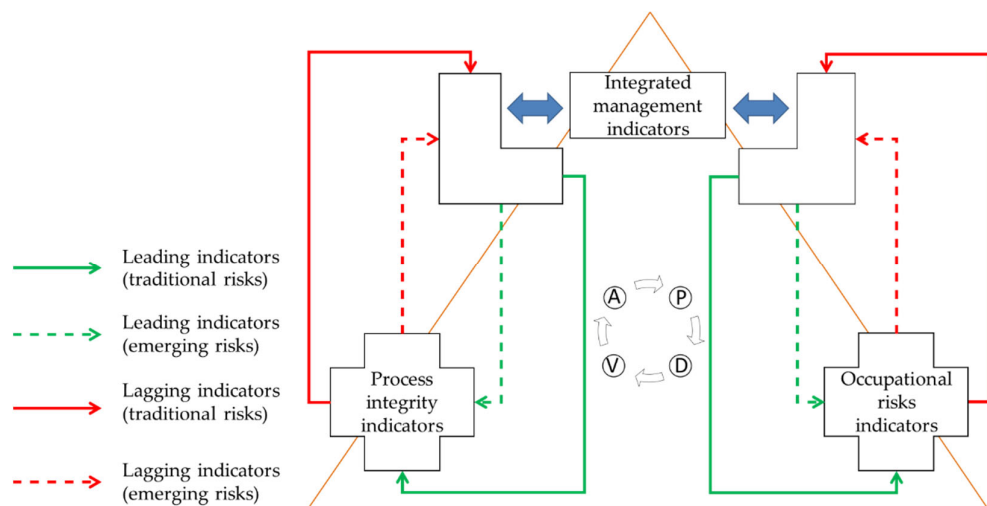 Integrated
management
indicators
Leading indicators
(traditional risks)
Leading indicators
(emerging risks)
Lagging indicators
(traditional risks)
Lagging indicators
(emerging risks)
A
P
V
D
Process
integrity
indicators
Occupational
risks
indicators